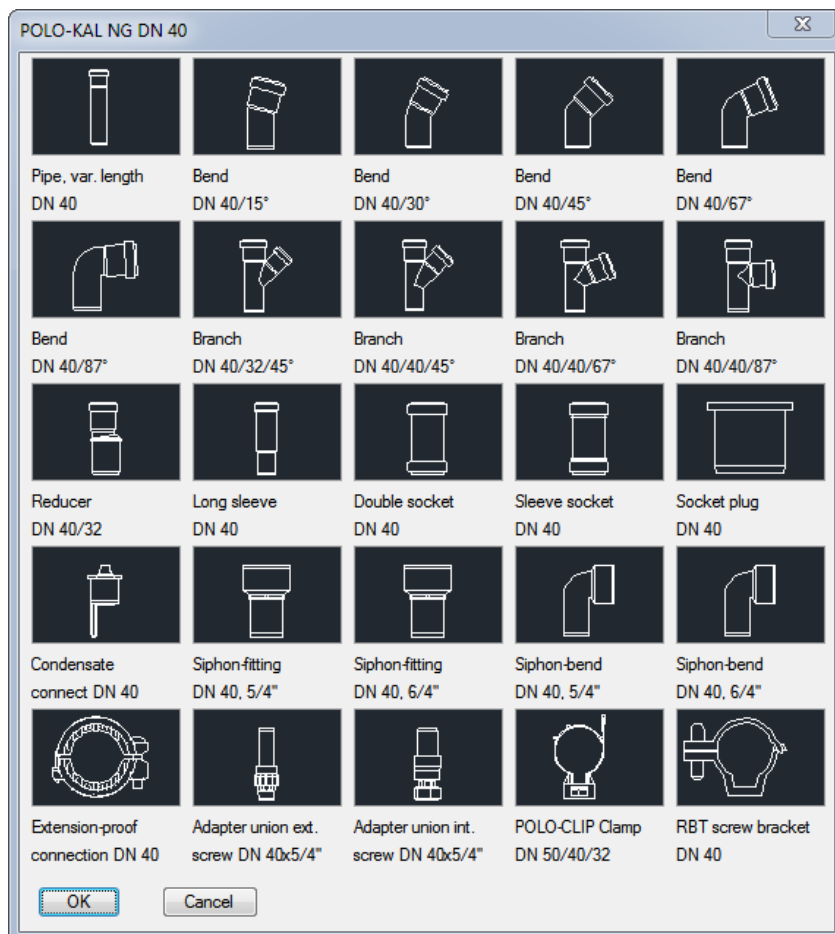 POLO-KAL NG DN 40
Pipe, var. length
DN 40
Bend
DN 40/15°
Bend
DN 40/30°
Bend
DN 40/45°
Bend
DN 40/67°
Bend
DN 40/87°
Branch
DN 40/32/45°
Branch
DN 40/40/45°
Branch
DN 40/40/67°
Branch
DN 40/40/87°
Reducer
DN 40/32
Long sleeve
DN 40
Double socket
DN 40
Sleeve socket
DN 40
Socket plug
DN 40
Condensate
connect DN 40
Siphon-fitting
DN 40, 5/4"
Siphon-fitting
DN 40, 6/4"
Siphon-bend
DN 40, 5/4"
Siphon-bend
DN 40, 6/4"
Extension-proof
connection DN 40
Adapter union ext.
screw DN 40x5/4"
Adapter union int.
screw DN 40x5/4"
POLO-CLIP Clamp
DN 50/40/32
RBT screw bracket
DN 40
OK
Cancel